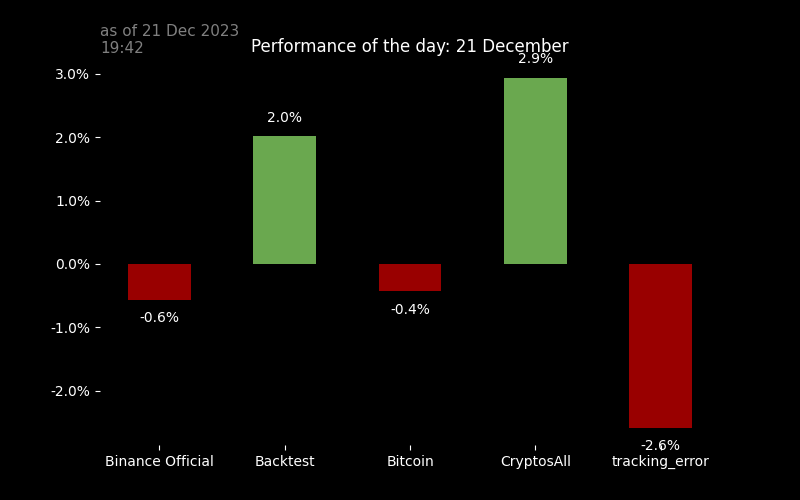 as of 21 Dec 2023
19:42
Performance of the day: 21 December
3.0%
2.0%
1.0%
0.0%
-1.0%
-2.0%
-0.6%
2.0%
-0.4%
2.9%
-2.6%
Binance Official
Backtest
Bitcoin
CryptosAll
tracking_error